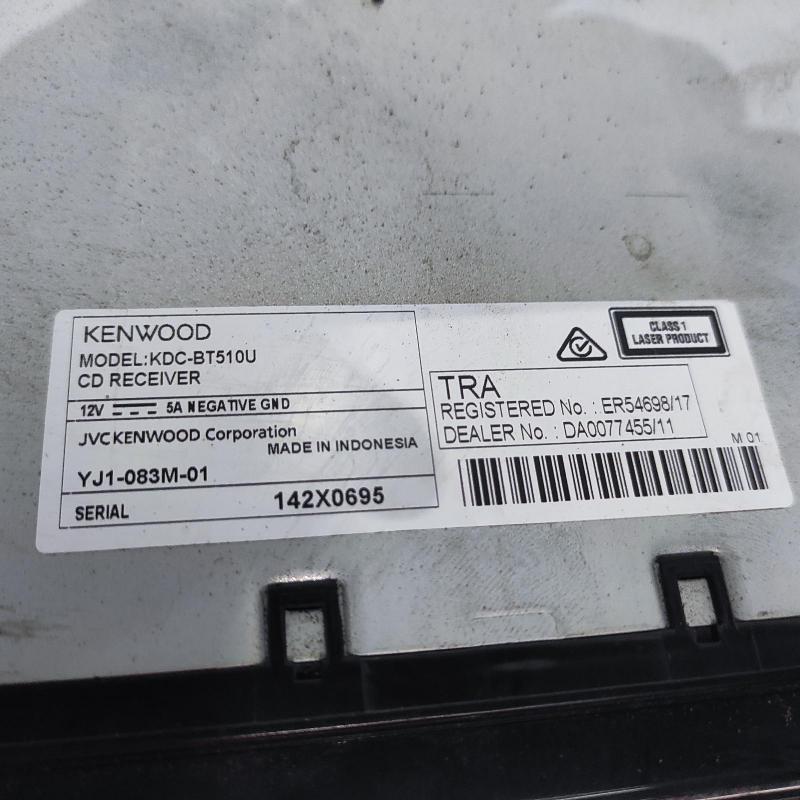 KENWOOD
MODEL:KDC-BT510U
CD RECEIVER
12V 5A NEGATIVE GND
JVCKENWOOD Corporation
MADE IN INDONESIA
YJ1-083M-01
SERIAL 142X0695
CLASS 1
LASER PRODUCT
TRA
REGISTERED No. : ER54698/17
DEALER No. : DA0077455/11
M 01